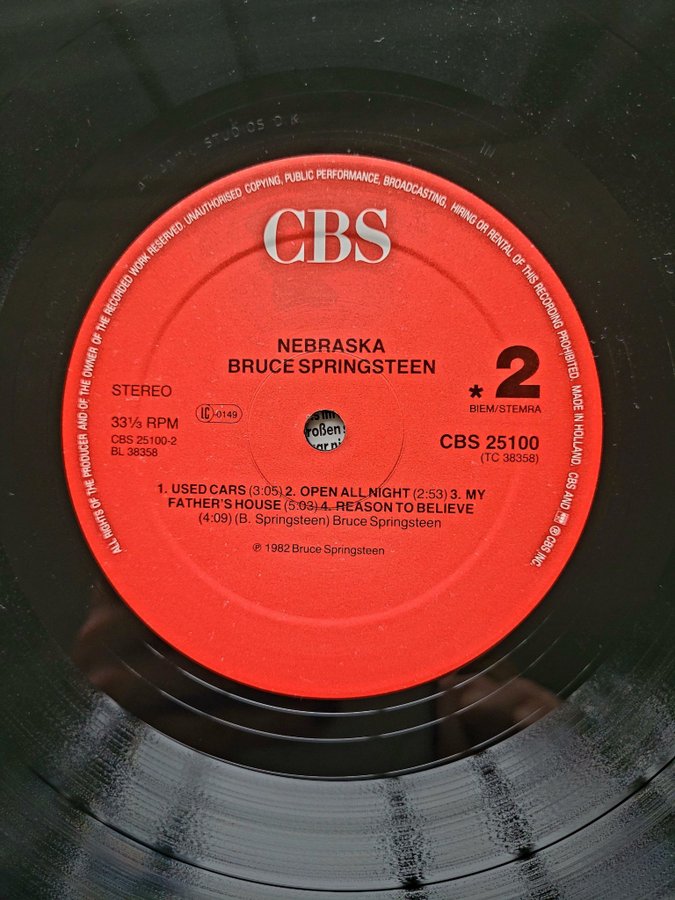 STUDIOS DK
ALL RIGHTS OF THE PRODUCER AND OF THE OWNER OF THE RECORDED WORK RESERVED. UNAUTHORISED COPYING, PUBLIC PERFORMANCE, BROADCASTING, HIRING OR RENTAL OF THIS RECORDING PROHIBITED. MADE IN HOLLAND. CBS AND ® CBS INC.
CBS
NEBRASKA
BRUCE SPRINGSTEEN
STEREO
LC-0149
* 2
BIEM/STEMRA
33⅓ RPM
CBS 25100-2
BL 38358
CBS 25100
(TC 38358)
roßen
1. USED CARS (3:05) 2. OPEN ALL NIGHT (2:53) 3. MY
FATHER'S HOUSE (5:03) 4. REASON TO BELIEVE
(4:09) (B. Springsteen) Bruce Springsteen
℗ 1982 Bruce Springsteen